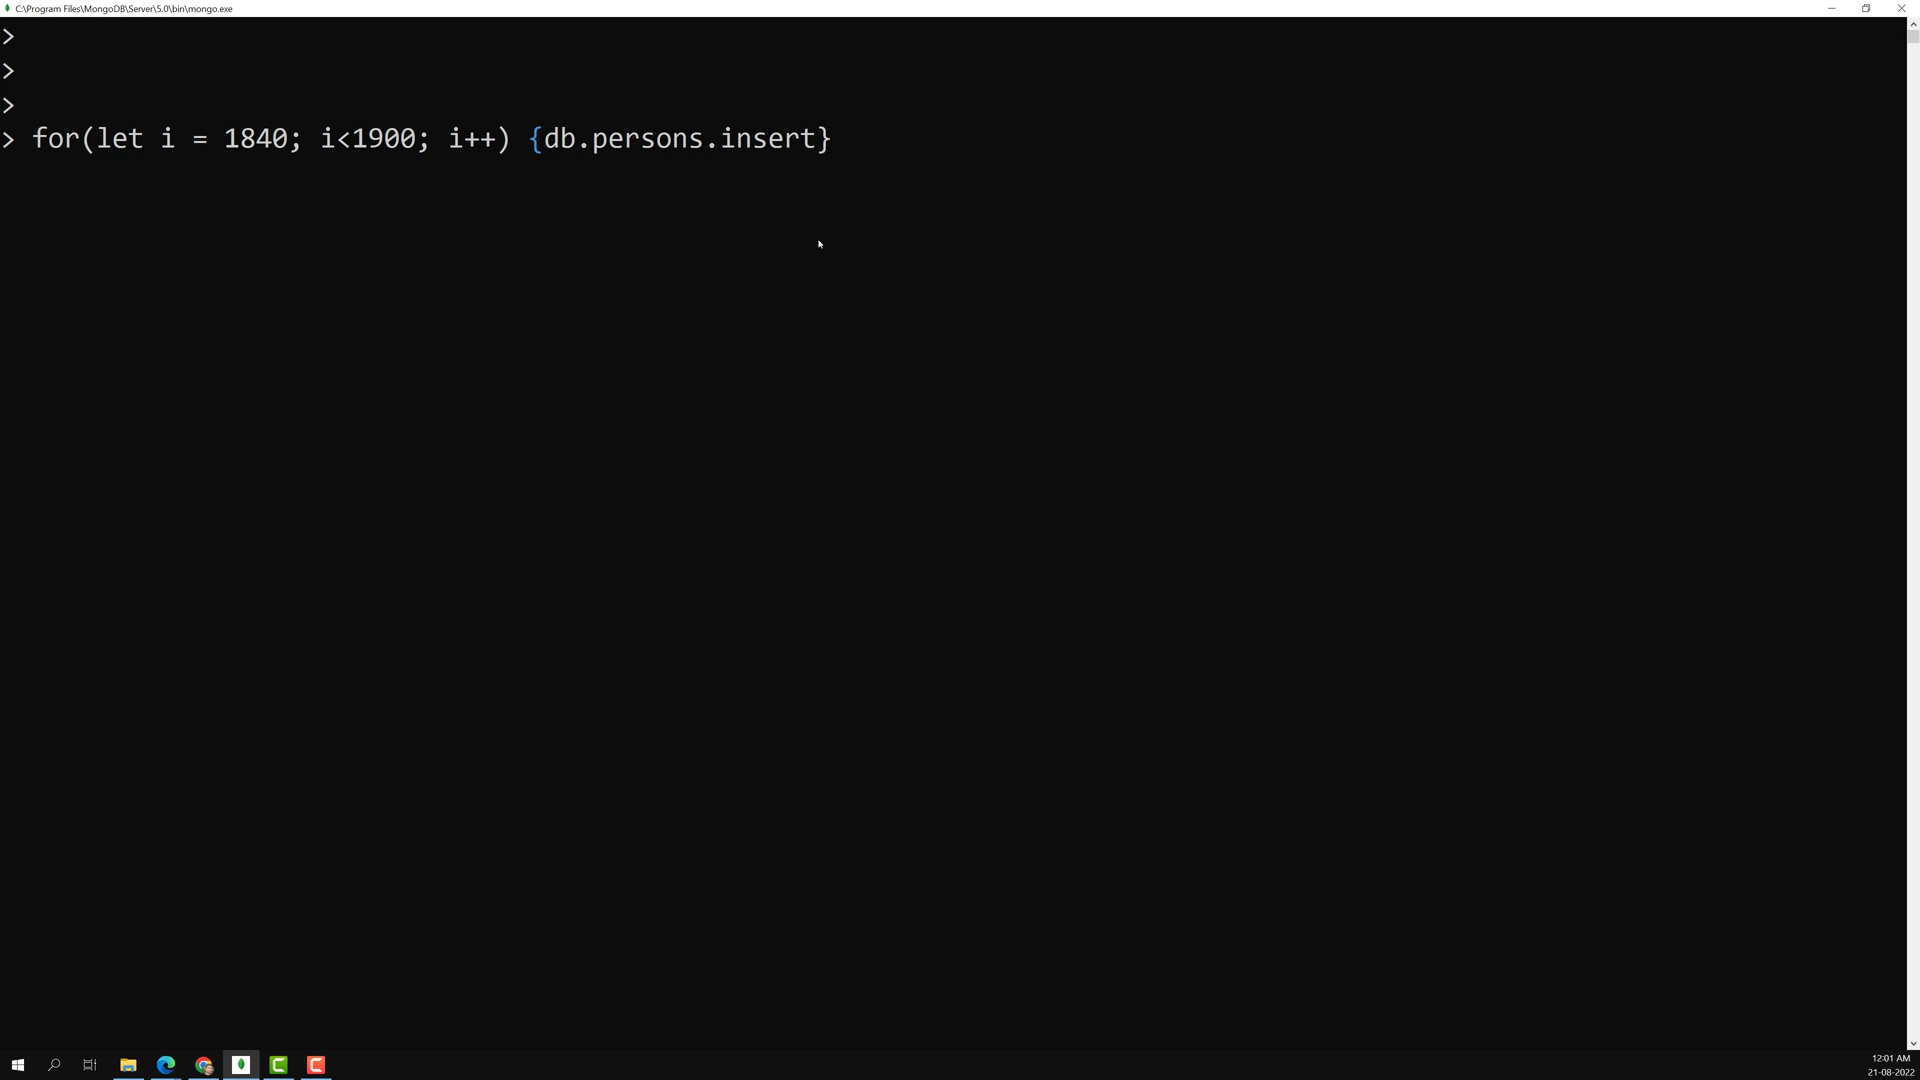 C:\Program Files\MongoDB\Server\5.0\bin\mongo.exe
>
>
>
> for(let i = 1840; i<1900; i++) {db.persons.insert}
12:01 AM
21-08-2022